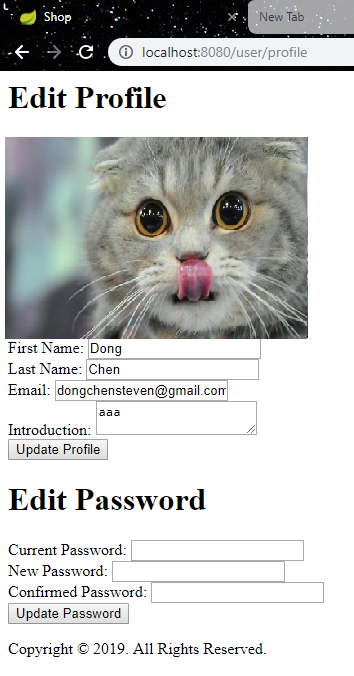 Shop
New Tab
localhost:8080/user/profile
Edit Profile
First Name: Dong
Last Name: Chen
Email: dongchensteven@gmail.com
Introduction: aaa
Update Profile
Edit Password
Current Password:
New Password:
Confirmed Password:
Update Password
Copyright © 2019. All Rights Reserved.